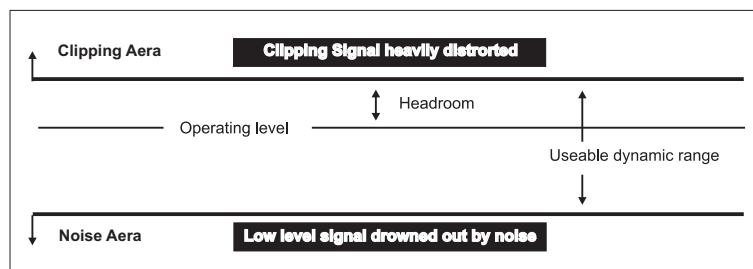 Clipping Aera
Clipping Signal heavily distrorted
Headroom
Operating level
Useable dynamic range
Noise Aera
Low level signal drowned out by noise